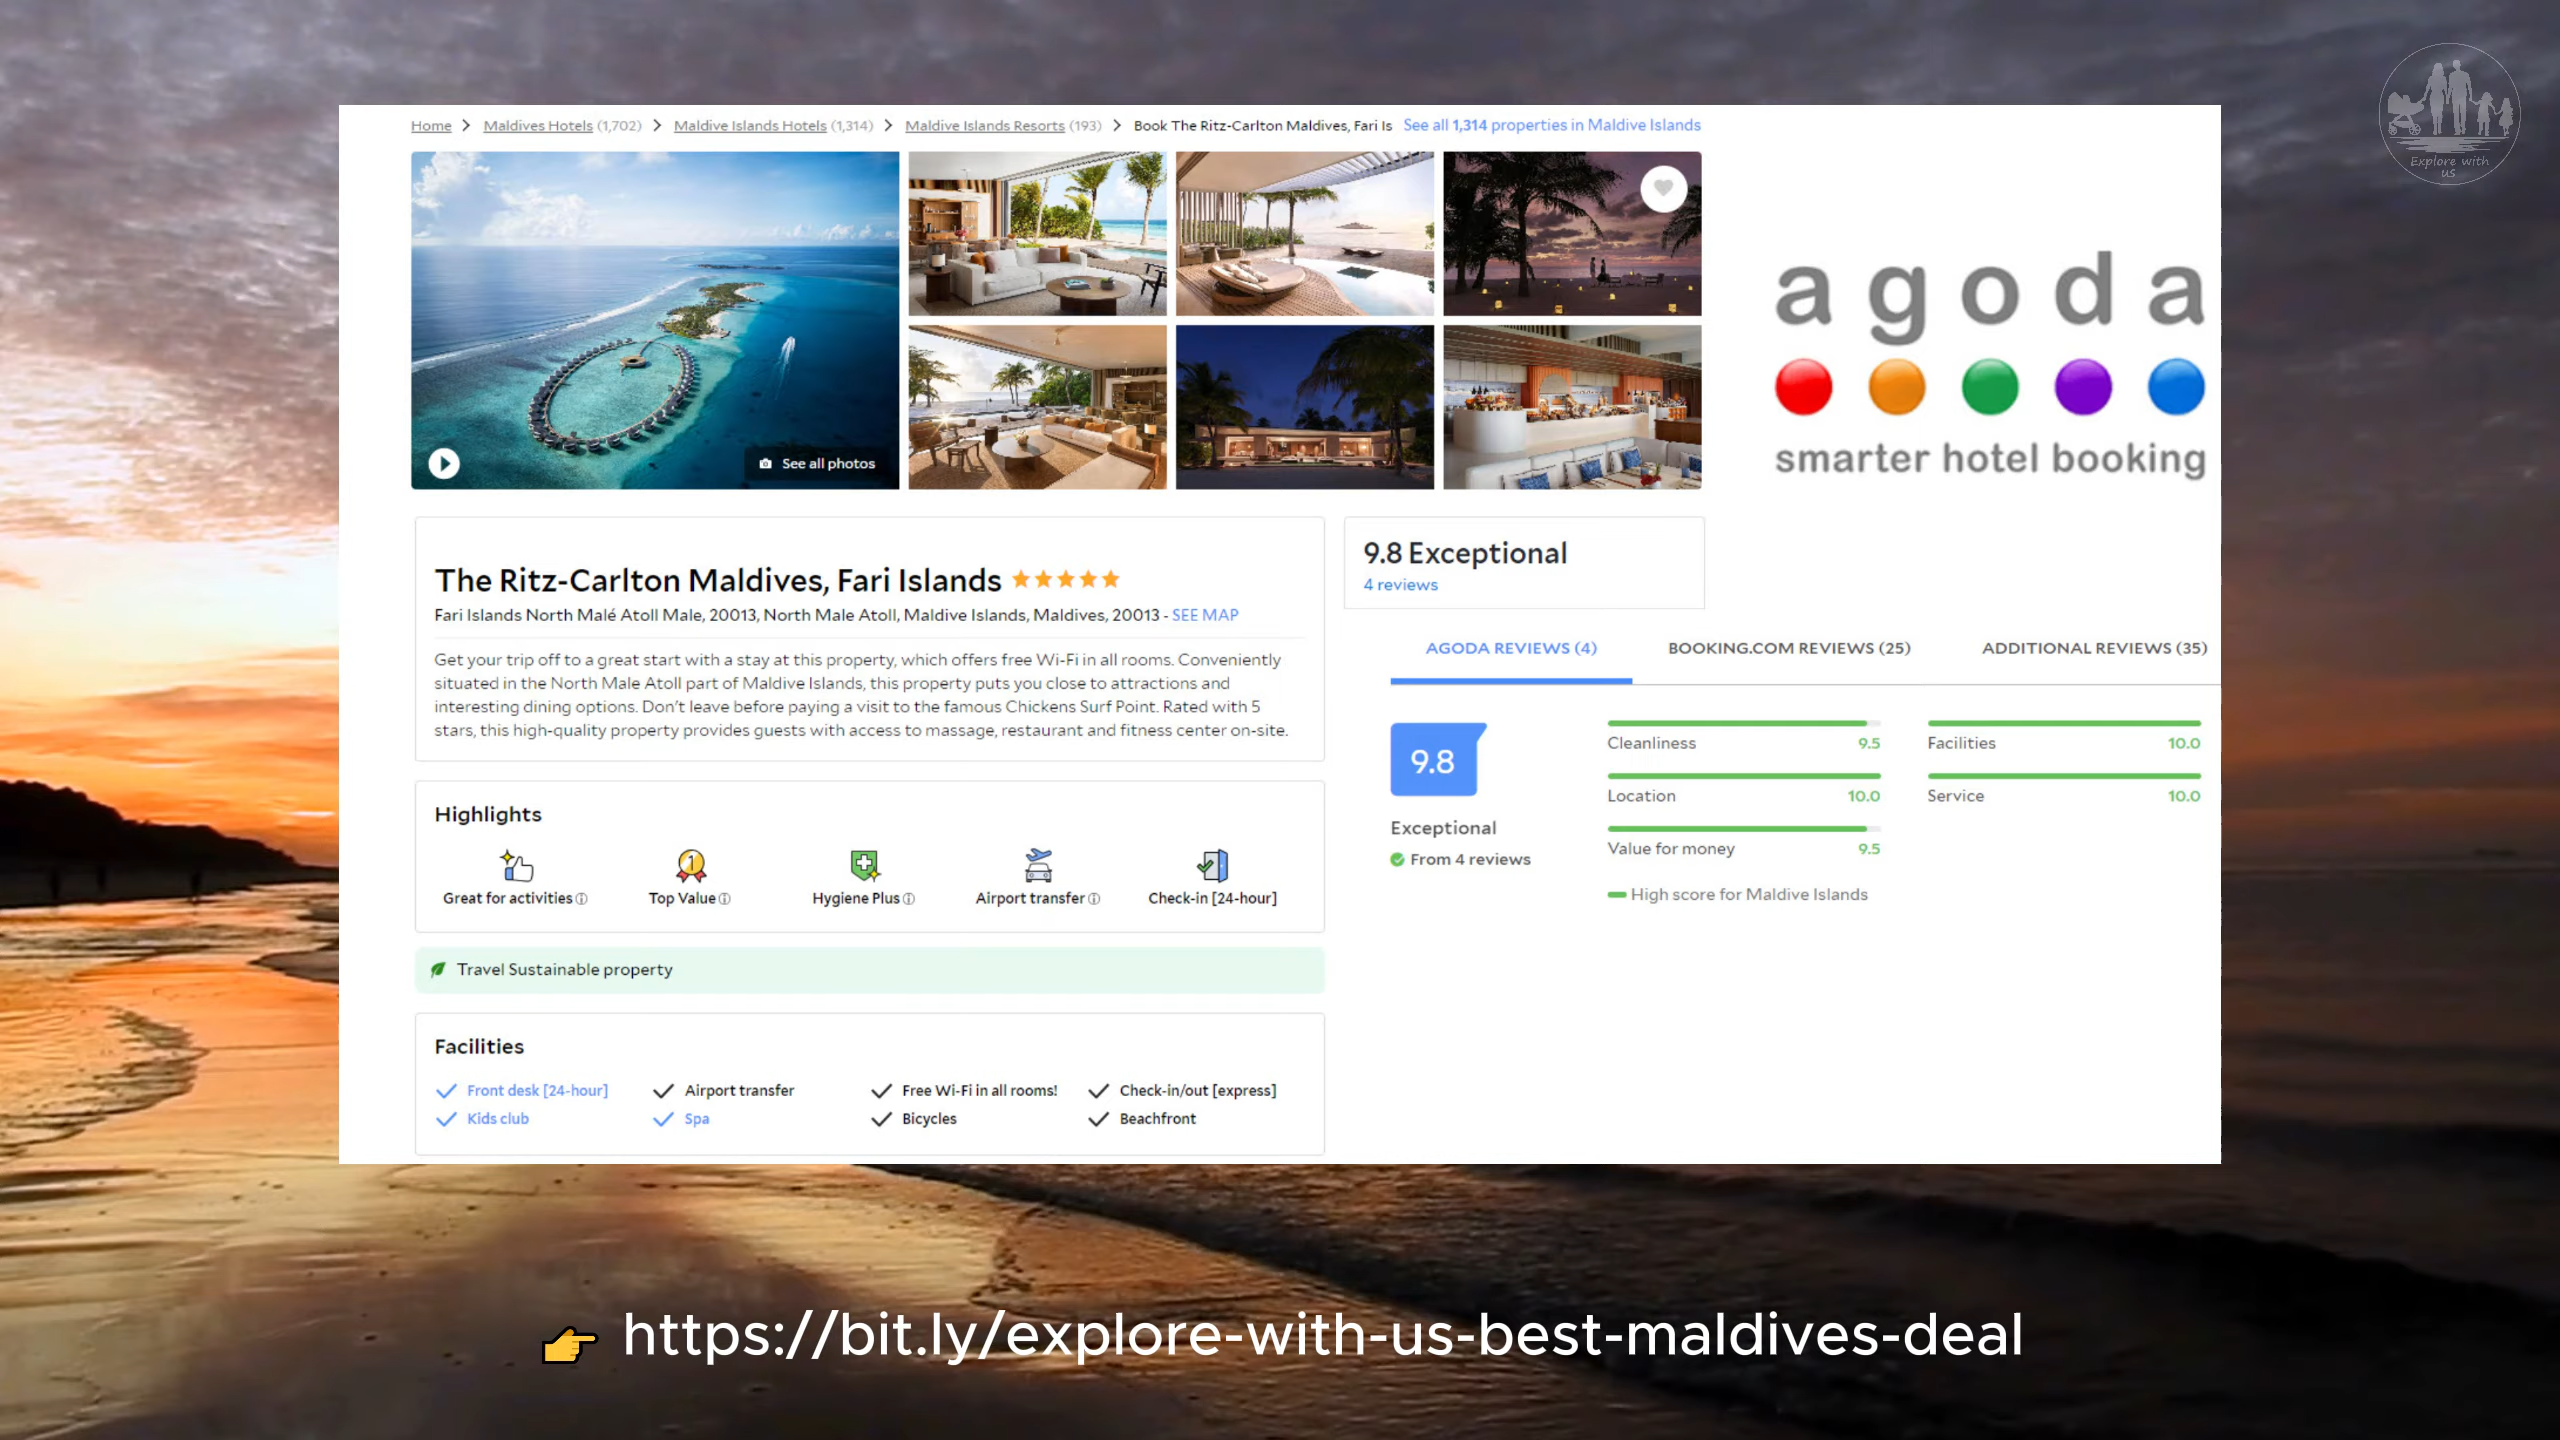 Home > Maldives Hotels (1,702) > Maldive Islands Hotels (1,314) > Maldive Islands Resorts (193) > Book The Ritz-Carlton Maldives, Fari Is See all 1,314 properties in Maldive Islands
Explore with
us
See all photos
agoda
smarter hotel booking
The Ritz-Carlton Maldives, Fari Islands
Fari Islands North Malé Atoll Male, 20013, North Male Atoll, Maldive Islands, Maldives, 20013 - SEE MAP
Get your trip off to a great start with a stay at this property, which offers free Wi-Fi in all rooms. Conveniently
situated in the North Male Atoll part of Maldive Islands, this property puts you close to attractions and
interesting dining options. Don't leave before paying a visit to the famous Chickens Surf Point. Rated with 5
stars, this high-quality property provides guests with access to massage, restaurant and fitness center on-site.
9.8 Exceptional
4 reviews
AGODA REVIEWS (4) BOOKING.COM REVIEWS (25) ADDITIONAL REVIEWS (35)
9.8
Exceptional
From 4 reviews
Cleanliness 9.5
Facilities 10.0
Location 10.0
Service 10.0
Value for money 9.5
High score for Maldive Islands
Highlights
Great for activities
Top Value
Hygiene Plus
Airport transfer
Check-in [24-hour]
Travel Sustainable property
Facilities
Front desk [24-hour] Airport transfer Free Wi-Fi in all rooms! Check-in/out [express]
Kids club Spa Bicycles Beachfront
👉 https://bit.ly/explore-with-us-best-maldives-deal